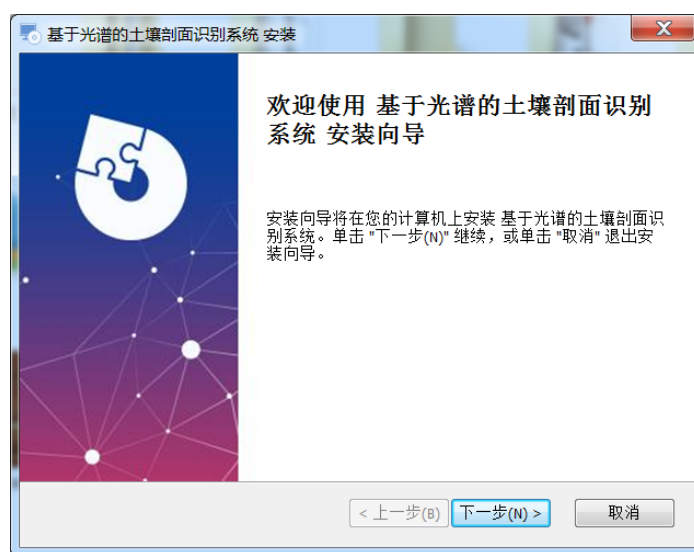 基于光谱的土壤剖面识别系统 安装
欢迎使用 基于光谱的土壤剖面识别
系统 安装向导
安装向导将在您的计算机上安装 基于光谱的土壤剖面识
别系统。单击 "下一步(N)" 继续，或单击 "取消" 退出安
装向导。
< 上一步(B) 下一步(N) > 取消